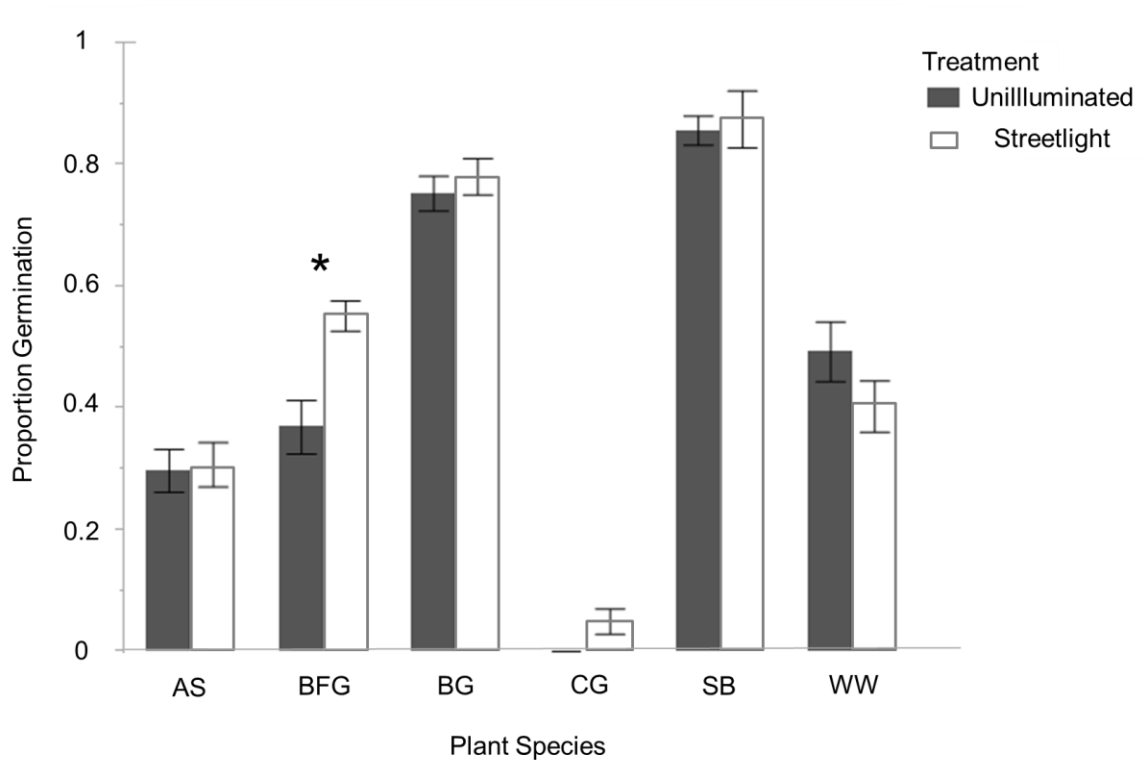 1
0.8
0.6
0.4
0.2
0
Proportion Germination
*
AS BFG BG CG SB WW
Plant Species
Treatment
UnilIluminated
Streetlight